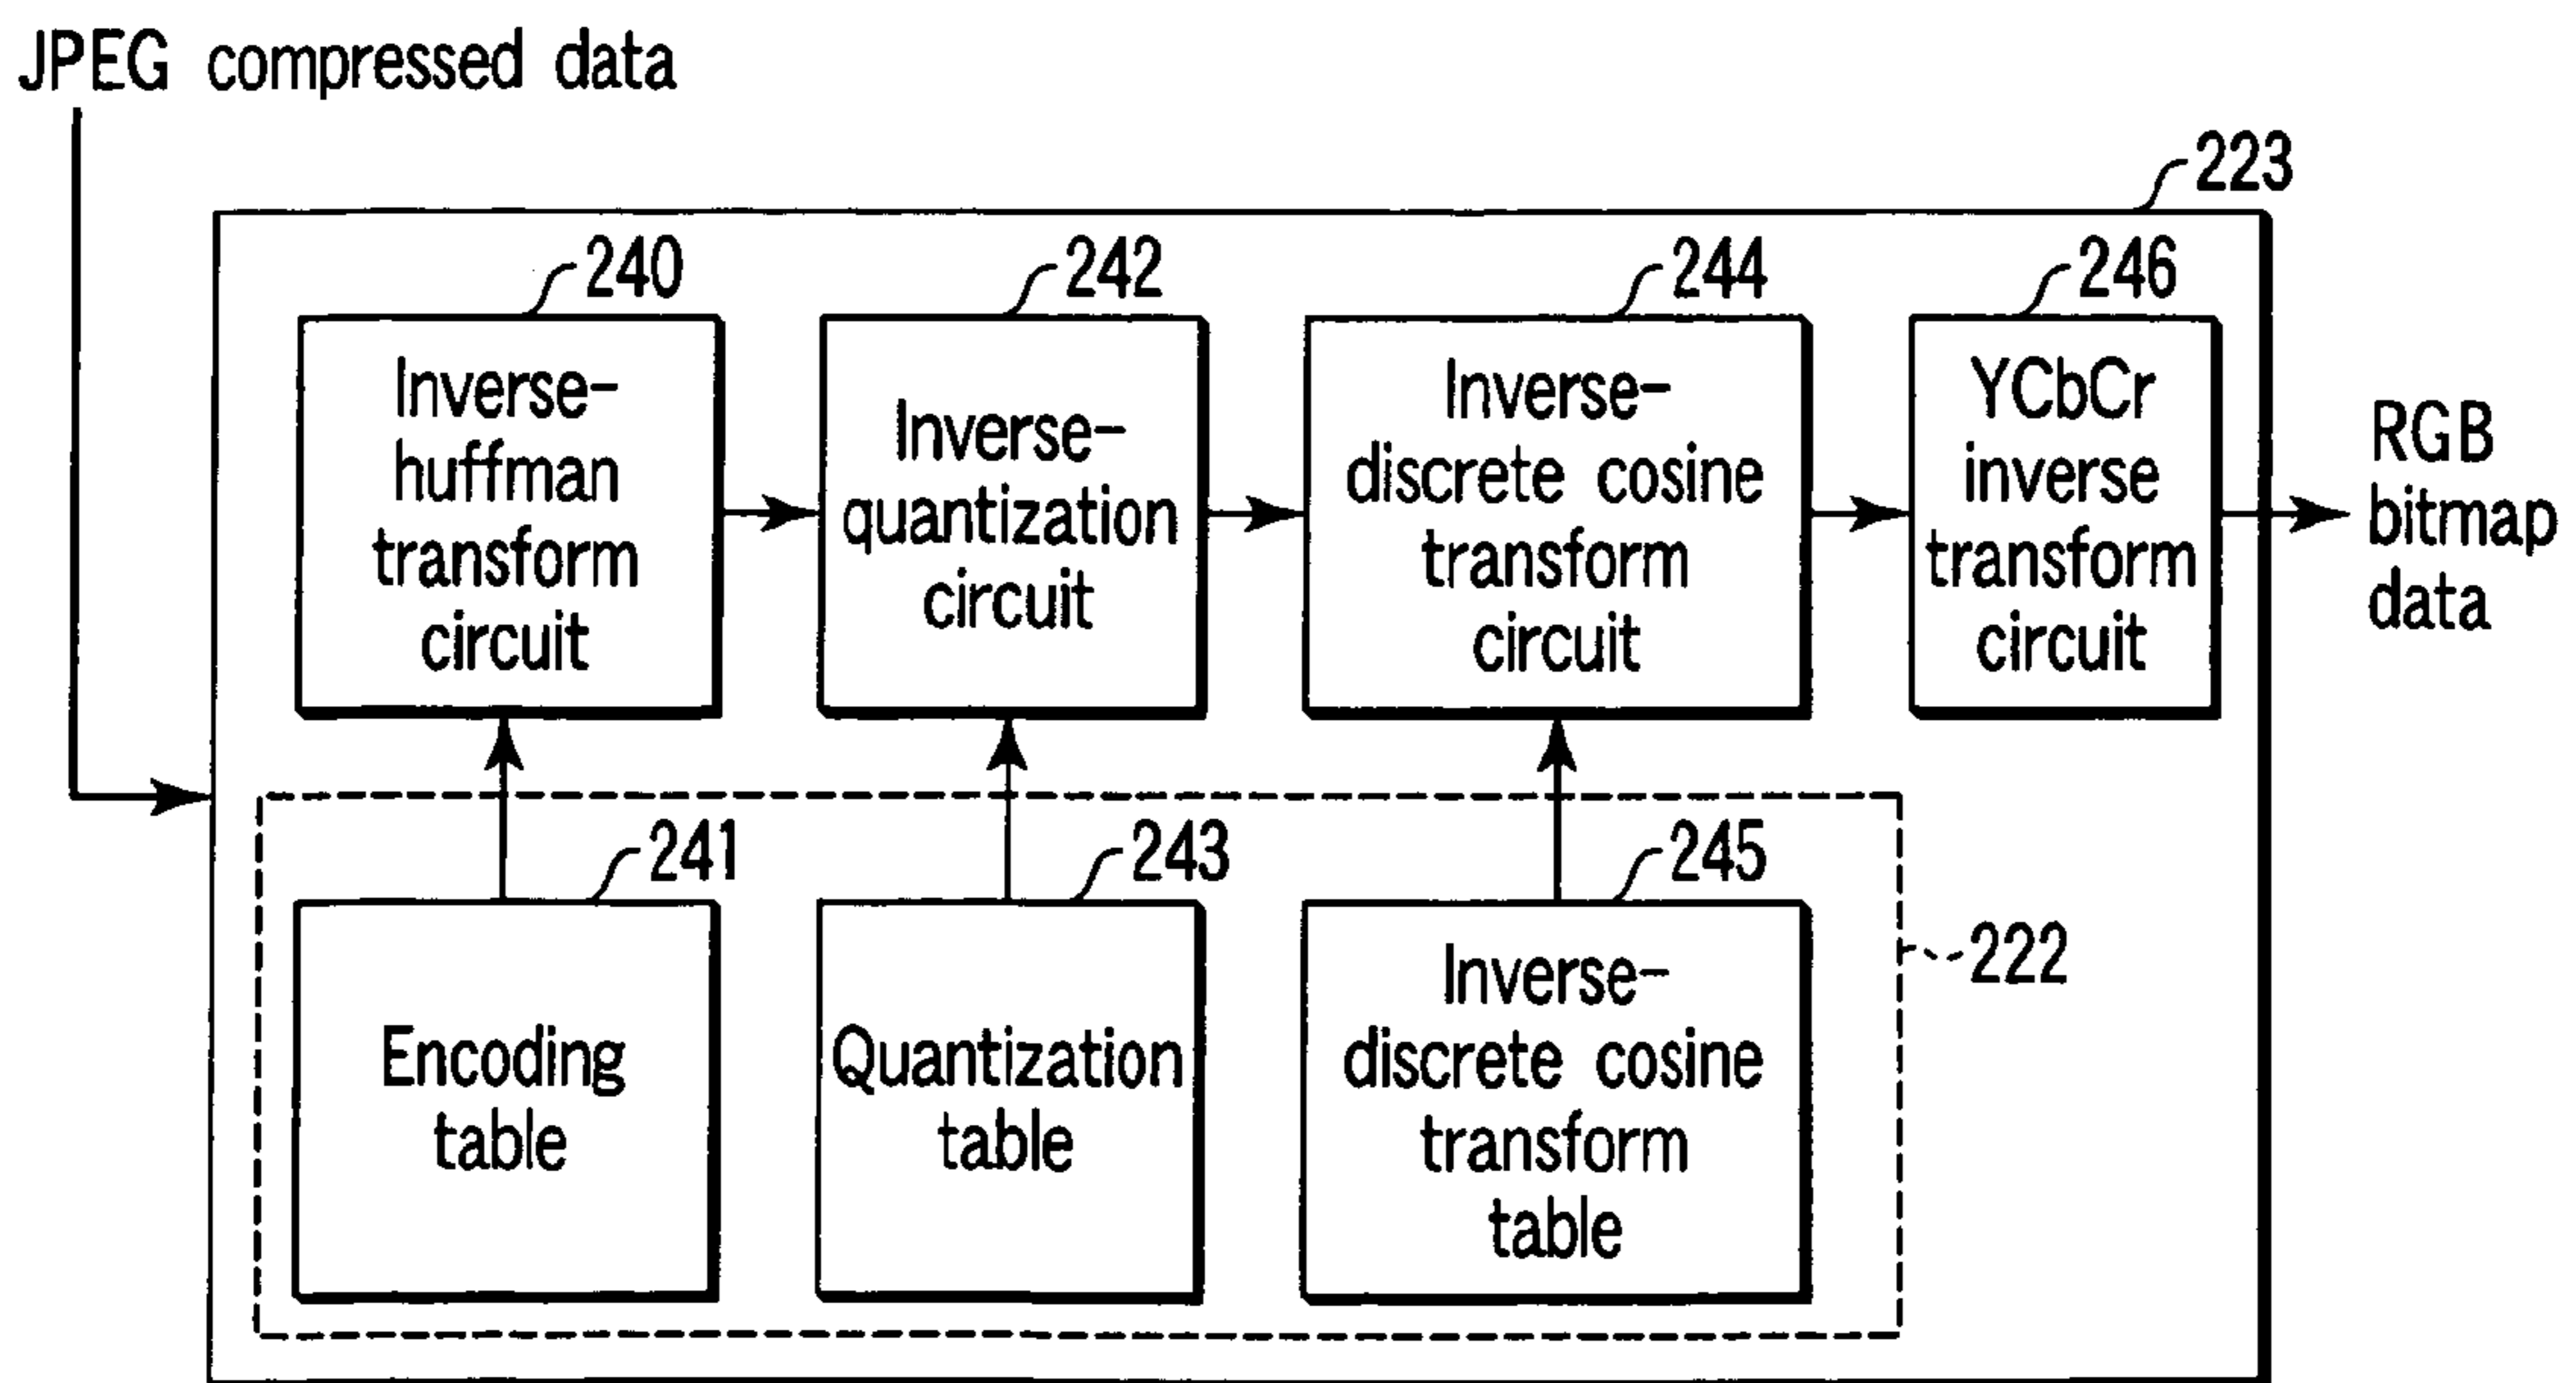 JPEG compressed data
223
240
242
244
246
Inverse-
huffman
transform
circuit
Inverse-
quantization
circuit
Inverse-
discrete cosine
transform
circuit
YCbCr
inverse
transform
circuit
RGB
bitmap
data
241
243
245
222
Encoding
table
Quantization
table
Inverse-
discrete cosine
transform
table